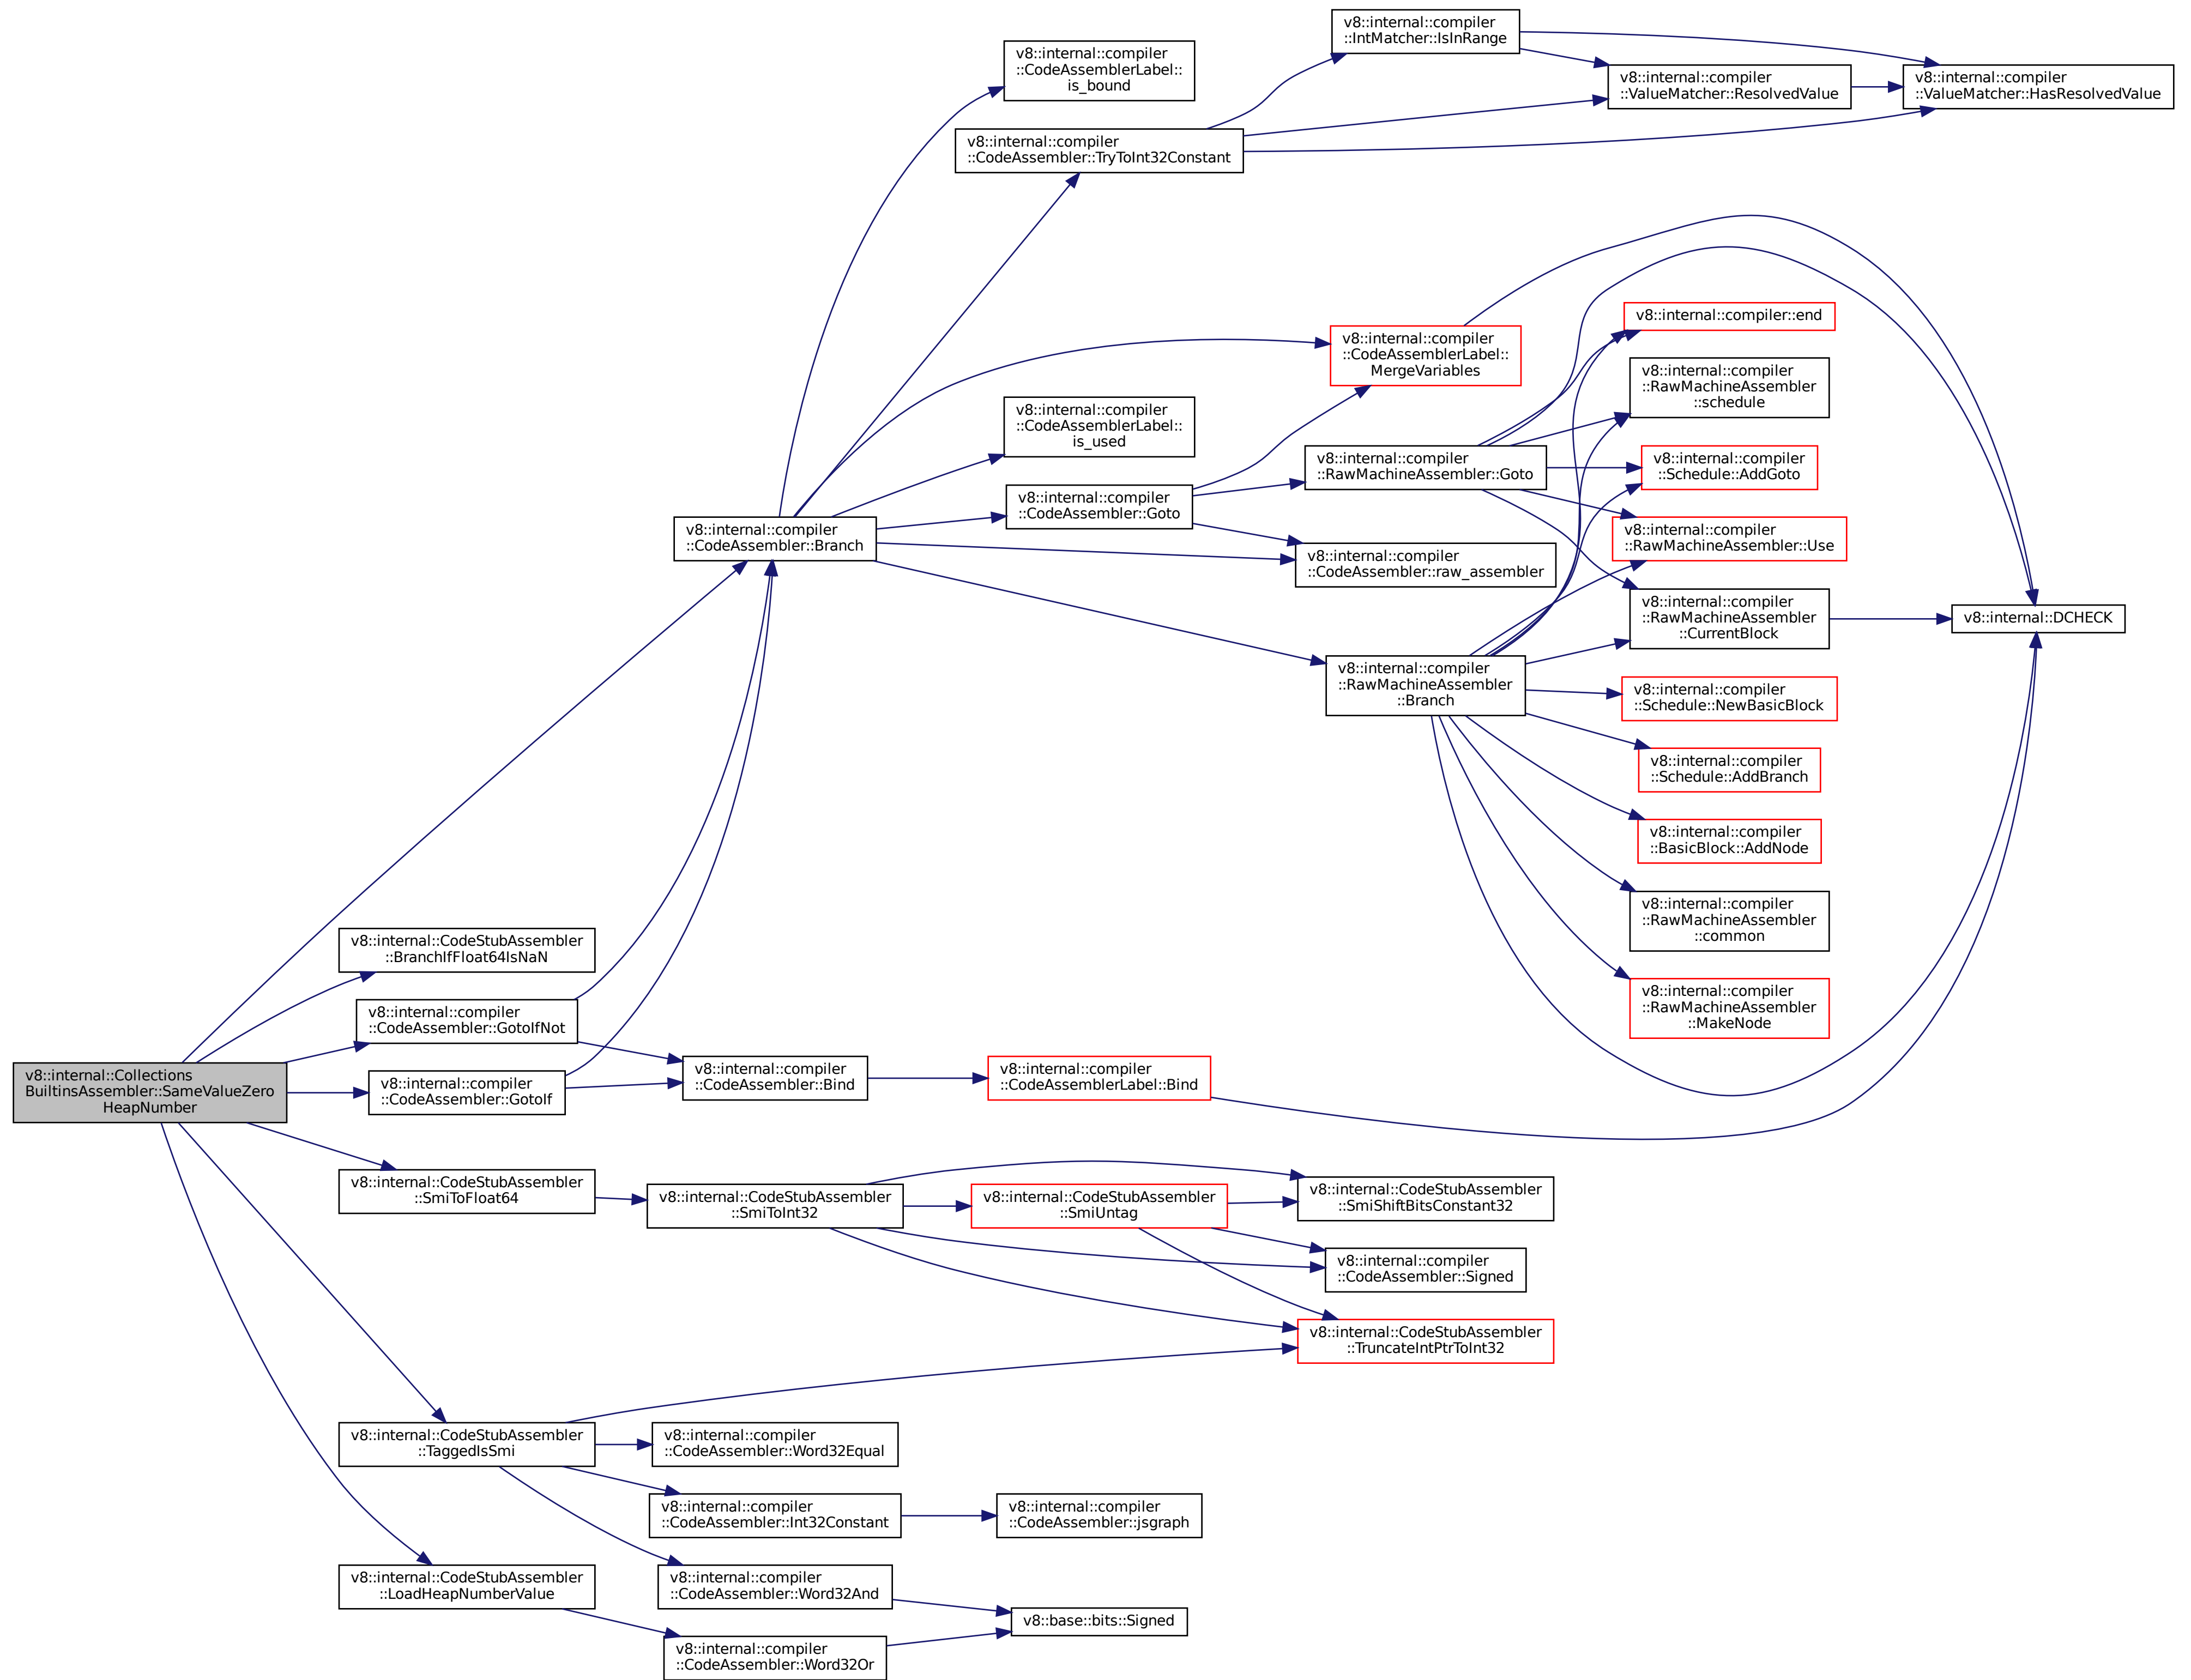 v8::internal::compiler
::IntMatcher::IsInRange
v8::internal::compiler
::CodeAssemblerLabel::
is_bound
v8::internal::compiler
::ValueMatcher::ResolvedValue
v8::internal::compiler
::ValueMatcher::HasResolvedValue
v8::internal::compiler
::CodeAssembler::TryToInt32Constant
v8::internal::compiler::end
v8::internal::compiler
::CodeAssemblerLabel::
MergeVariables
v8::internal::compiler
::RawMachineAssembler
::schedule
v8::internal::compiler
::CodeAssemblerLabel::
is_used
v8::internal::compiler
::RawMachineAssembler::Goto
v8::internal::compiler
::Schedule::AddGoto
v8::internal::compiler
::CodeAssembler::Goto
v8::internal::compiler
::CodeAssembler::Branch
v8::internal::compiler
::RawMachineAssembler::Use
v8::internal::compiler
::CodeAssembler::raw_assembler
v8::internal::compiler
::RawMachineAssembler
::CurrentBlock
v8::internal::DCHECK
v8::internal::compiler
::RawMachineAssembler
::Branch
v8::internal::compiler
::Schedule::NewBasicBlock
v8::internal::compiler
::Schedule::AddBranch
v8::internal::compiler
::BasicBlock::AddNode
v8::internal::compiler
::RawMachineAssembler
::common
v8::internal::CodeStubAssembler
::BranchIfFloat64IsNaN
v8::internal::compiler
::RawMachineAssembler
::MakeNode
v8::internal::compiler
::CodeAssembler::GotoIfNot
v8::internal::Collections
BuiltinsAssembler::SameValueZero
HeapNumber
v8::internal::compiler
::CodeAssembler::GotoIf
v8::internal::compiler
::CodeAssembler::Bind
v8::internal::compiler
::CodeAssemblerLabel::Bind
v8::internal::CodeStubAssembler
::SmiToFloat64
v8::internal::CodeStubAssembler
::SmiToInt32
v8::internal::CodeStubAssembler
::SmiUntag
v8::internal::CodeStubAssembler
::SmiShiftBitsConstant32
v8::internal::compiler
::CodeAssembler::Signed
v8::internal::CodeStubAssembler
::TruncateIntPtrToInt32
v8::internal::CodeStubAssembler
::TaggedIsSmi
v8::internal::compiler
::CodeAssembler::Word32Equal
v8::internal::compiler
::CodeAssembler::Int32Constant
v8::internal::compiler
::CodeAssembler::jsgraph
v8::internal::CodeStubAssembler
::LoadHeapNumberValue
v8::internal::compiler
::CodeAssembler::Word32And
v8::base::bits::Signed
v8::internal::compiler
::CodeAssembler::Word32Or